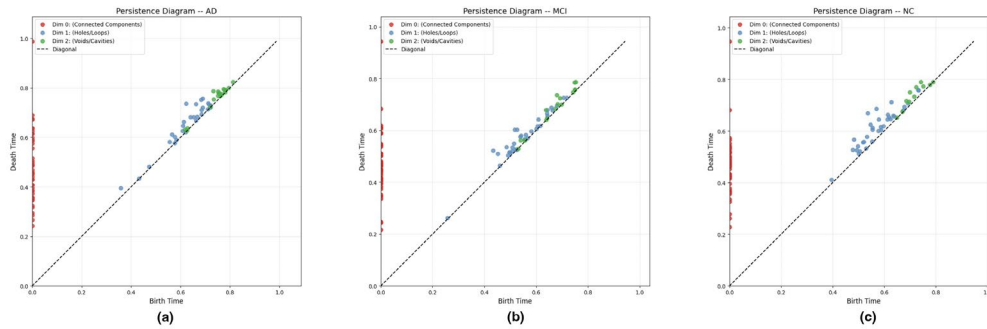 Persistence Diagram -- AD
Dim 0: (Connected Components)
Dim 1: (Holes/Loops)
Dim 2: (Voids/Cavities)
Diagonal
Death Time
1.0
0.8
0.6
0.4
0.2
0.0
0.0 0.2 0.4 0.6 0.8 1.0
Birth Time
(a)
Persistence Diagram -- MCI
Dim 0: (Connected Components)
Dim 1: (Holes/Loops)
Dim 2: (Voids/Cavities)
Diagonal
Death Time
1.0
0.8
0.6
0.4
0.2
0.0
0.0 0.2 0.4 0.6 0.8 1.0
Birth Time
(b)
Persistence Diagram -- NC
Dim 0: (Connected Components)
Dim 1: (Holes/Loops)
Dim 2: (Voids/Cavities)
Diagonal
Death Time
1.0
0.8
0.6
0.4
0.2
0.0
0.0 0.2 0.4 0.6 0.8 1.0
Birth Time
(c)